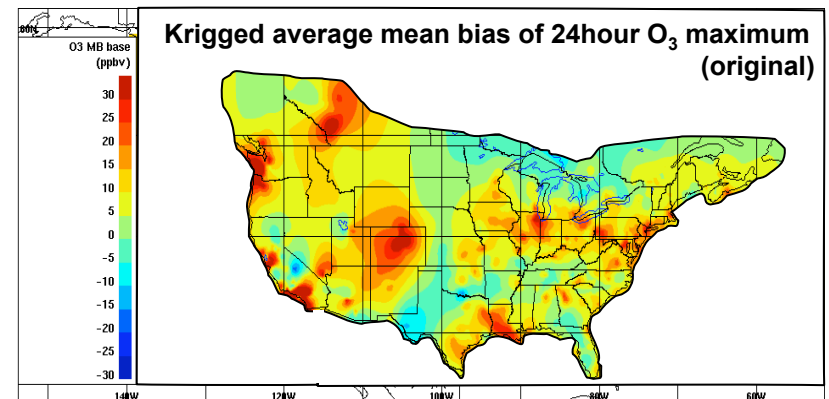 60N
Krigged average mean bias of 24hour O₃ maximum
(original)
O3 MB base
(ppbv)
30
25
20
15
10
5
0
-5
-10
-15
-20
-25
-30
140W
120W
100W
80W
60W